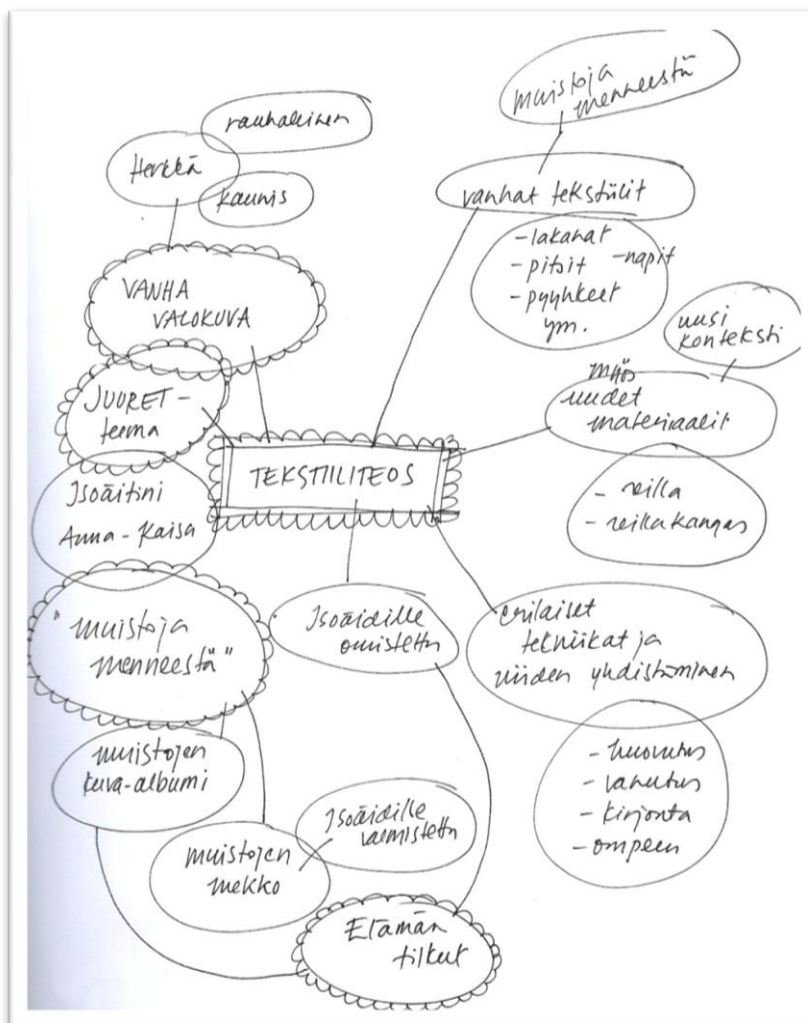 muistoja
menneestä
rauhallinen
Herkkä
kaunis
vanhat tekstiilit
- lakanat
- pitsit - napit
- pyyhkeet
ym.
VANHA
VALOKUVA
uusi
konteksti
myös
uudet
materiaalit
JUURET-
teema
TEKSTIILITEOS
- villa
- villakangas
Isoäitini
Anna-Kaisa
"muistoja
menneestä"
Isoäidille
omistettu
erilaiset
tekniikat ja
niiden yhdistäminen
muistojen
kuva-albumi
- huovutus
- vanutus
- kirjonta
- ompelu
Isoäidille
valmistettu
muistojen
mekko
Elämän
tilkut